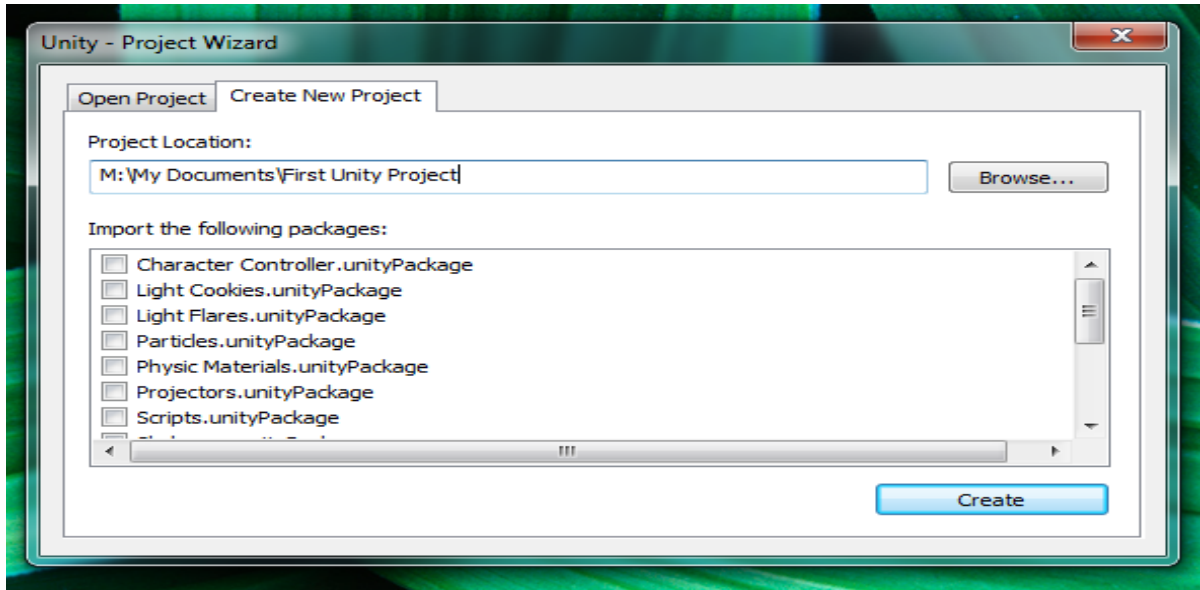 Unity - Project Wizard
Open Project
Create New Project
Project Location:
M:\My Documents\First Unity Project
Browse...
Import the following packages:
Character Controller.unityPackage
Light Cookies.unityPackage
Light Flares.unityPackage
Particles.unityPackage
Physic Materials.unityPackage
Projectors.unityPackage
Scripts.unityPackage
Create